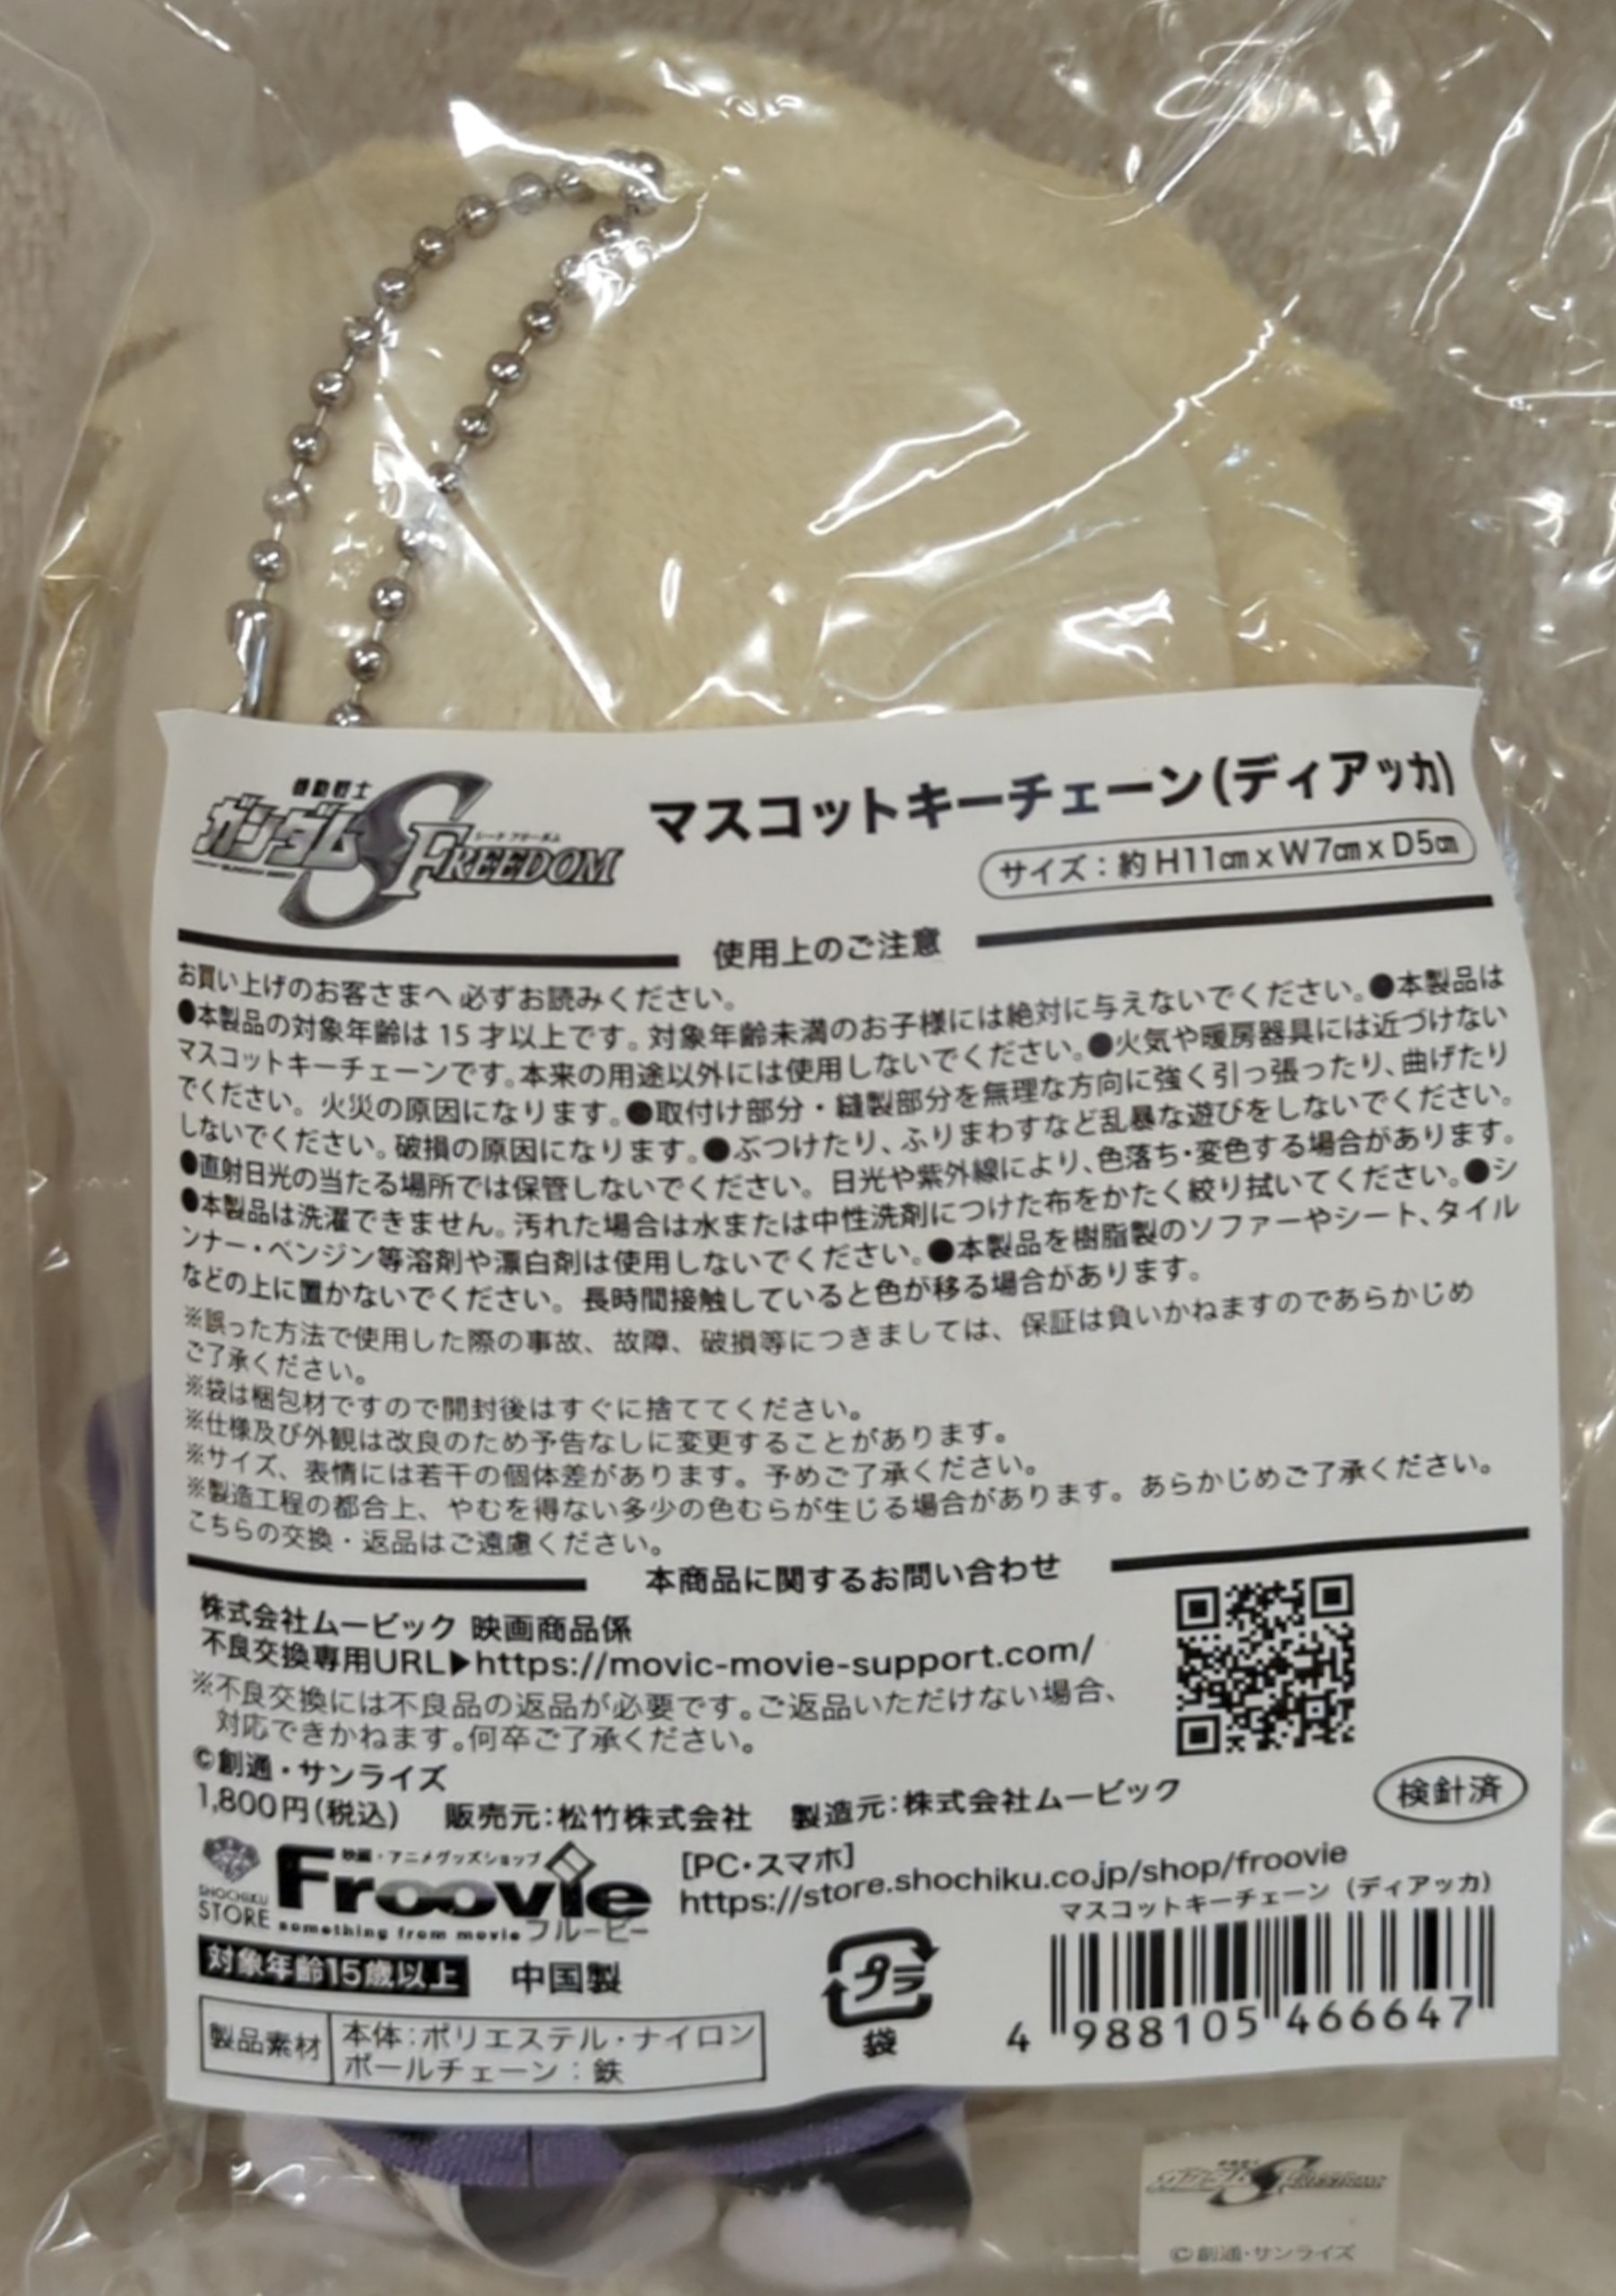 機動戦士
ガンダムSEED FREEDOM
シード フリーダム
マスコットキーチェーン(ディアッカ)
サイズ：約H11㎝xW7㎝xD5㎝
使用上のご注意
お買い上げのお客さまへ 必ずお読みください。
●本製品の対象年齢は15才以上です。対象年齢未満のお子様には絶対に与えないでください。●本製品は
マスコットキーチェーンです。本来の用途以外には使用しないでください。●火気や暖房器具には近づけない
でください。火災の原因になります。●取付け部分・縫製部分を無理な方向に強く引っ張ったり、曲げたり
しないでください。破損の原因になります。●ぶつけたり、ふりまわすなど乱暴な遊びをしないでください。
●直射日光の当たる場所では保管しないでください。日光や紫外線により、色落ち・変色する場合があります。
●本製品は洗濯できません。汚れた場合は水または中性洗剤につけた布をかたく絞り拭いてください。●シ
ンナー・ベンジン等溶剤や漂白剤は使用しないでください。●本製品を樹脂製のソファーやシート、タイル
などの上に置かないでください。長時間接触していると色が移る場合があります。
※誤った方法で使用した際の事故、故障、破損等につきましては、保証は負いかねますのであらかじめ
ご了承ください。
※袋は梱包材ですので開封後はすぐに捨ててください。
※仕様及び外観は改良のため予告なしに変更することがあります。
※サイズ、表情には若干の個体差があります。予めご了承ください。
※製造工程の都合上、やむを得ない多少の色むらが生じる場合があります。あらかじめご了承ください。
こちらの交換・返品はご遠慮ください。
本商品に関するお問い合わせ
株式会社ムービック 映画商品係
不良交換専用URL▶https://movic-movie-support.com/
※不良交換には不良品の返品が必要です。ご返品いただけない場合、
対応できかねます。何卒ご了承ください。
©創通・サンライズ
1,800円(税込) 販売元：松竹株式会社 製造元：株式会社ムービック
検針済
SHOCHIKU STORE
映画・アニメグッズショップ
Froovie
something from movie フルービー
[PC・スマホ]
https://store.shochiku.co.jp/shop/froovie
マスコットキーチェーン（ディアッカ）
対象年齢15歳以上 中国製
プラ
袋
4 988105 466647
製品素材 本体：ポリエステル・ナイロン
ボールチェーン：鉄
©創通・サンライズ